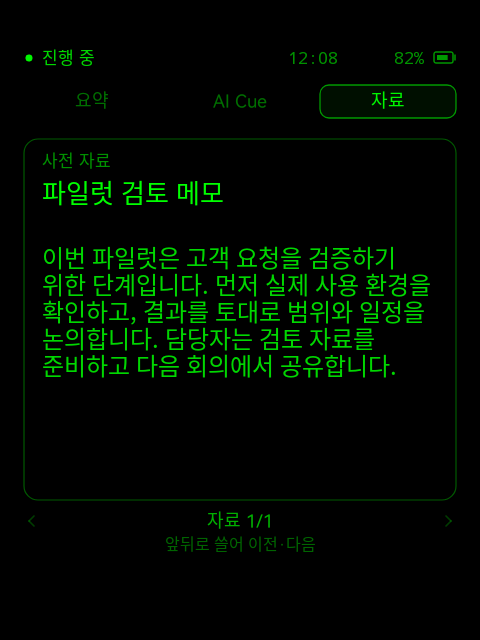 진행 중 12:08 82%
요약 AI Cue 자료
사전 자료
파일럿 검토 메모
이번 파일럿은 고객 요청을 검증하기
위한 단계입니다. 먼저 실제 사용 환경을
확인하고, 결과를 토대로 범위와 일정을
논의합니다. 담당자는 검토 자료를
준비하고 다음 회의에서 공유합니다.
자료 1/1
앞뒤로 쓸어 이전·다음